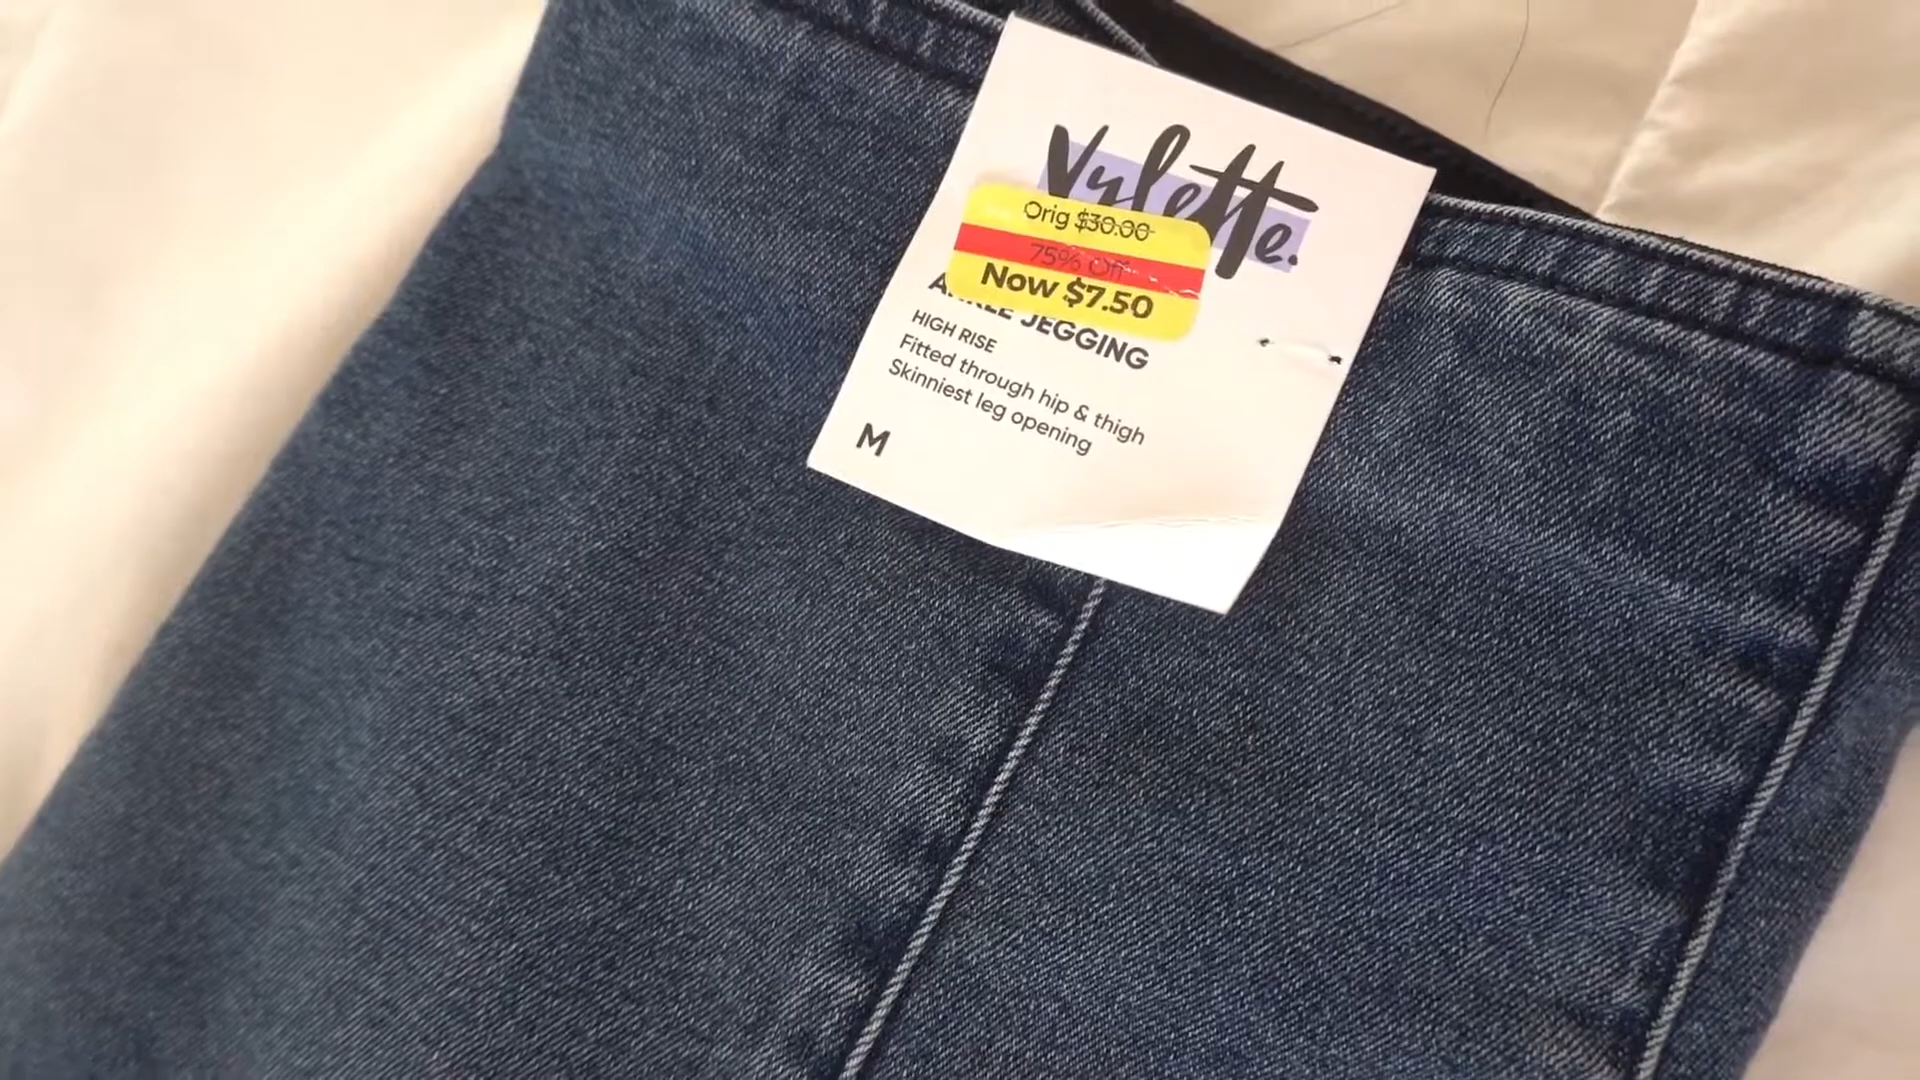 Vylette.
Orig $30.00
75% Off
Now $7.50
ANKLE JEGGING
HIGH RISE
Fitted through hip & thigh
Skinniest leg opening
M